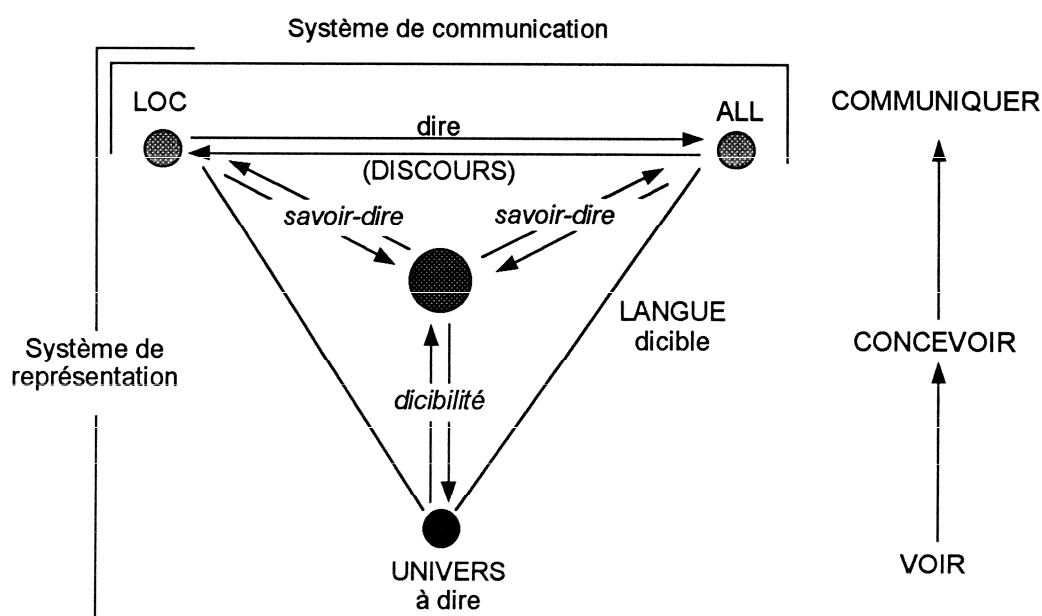 Système de communication
LOC
ALL
COMMUNIQUER
dire
(DISCOURS)
savoir-dire
savoir-dire
LANGUE
dicible
CONCEVOIR
Système de
représentation
dicibilité
VOIR
UNIVERS
à dire